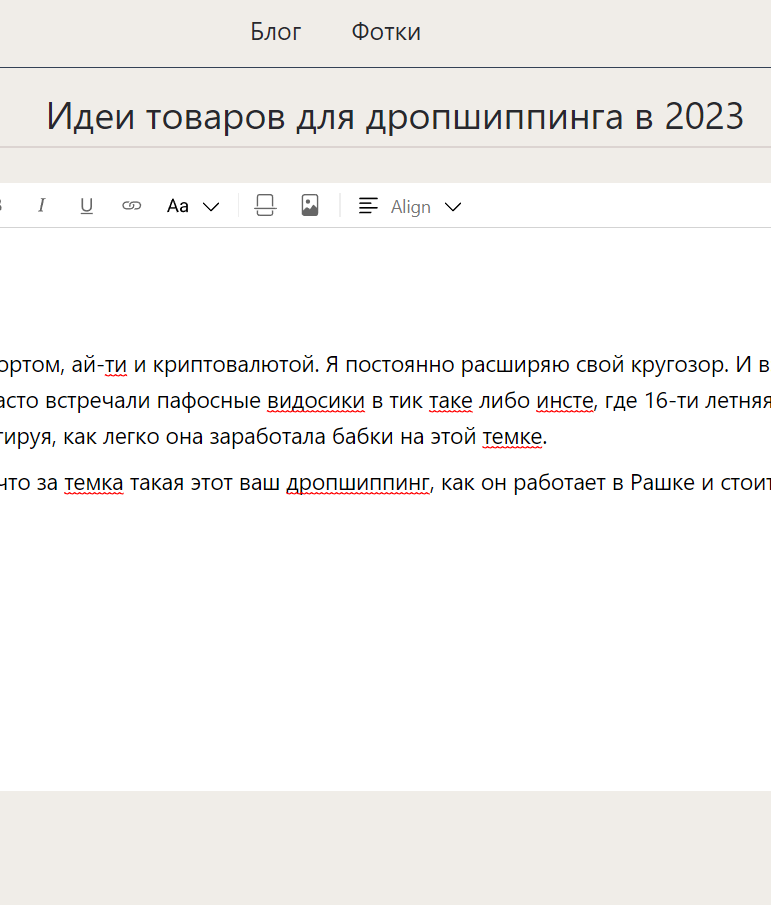 Блог Фотки
Идеи товаров для дропшиппинга в 2023
I U Aa Align
ортом, ай-ти и криптовалютой. Я постоянно расширяю свой кругозор. И в
асто встречали пафосные видосики в тик таке либо инсте, где 16-ти летняя
тируя, как легко она заработала бабки на этой темке.
что за темка такая этот ваш дропшиппинг, как он работает в Рашке и стоит